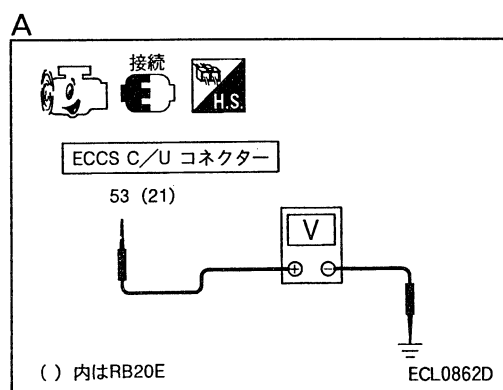 A
接続
H.S.
ECCS C／U コネクター
53 (21)
V
⊕ ⊖
( ) 内はRB20E
ECL0862D